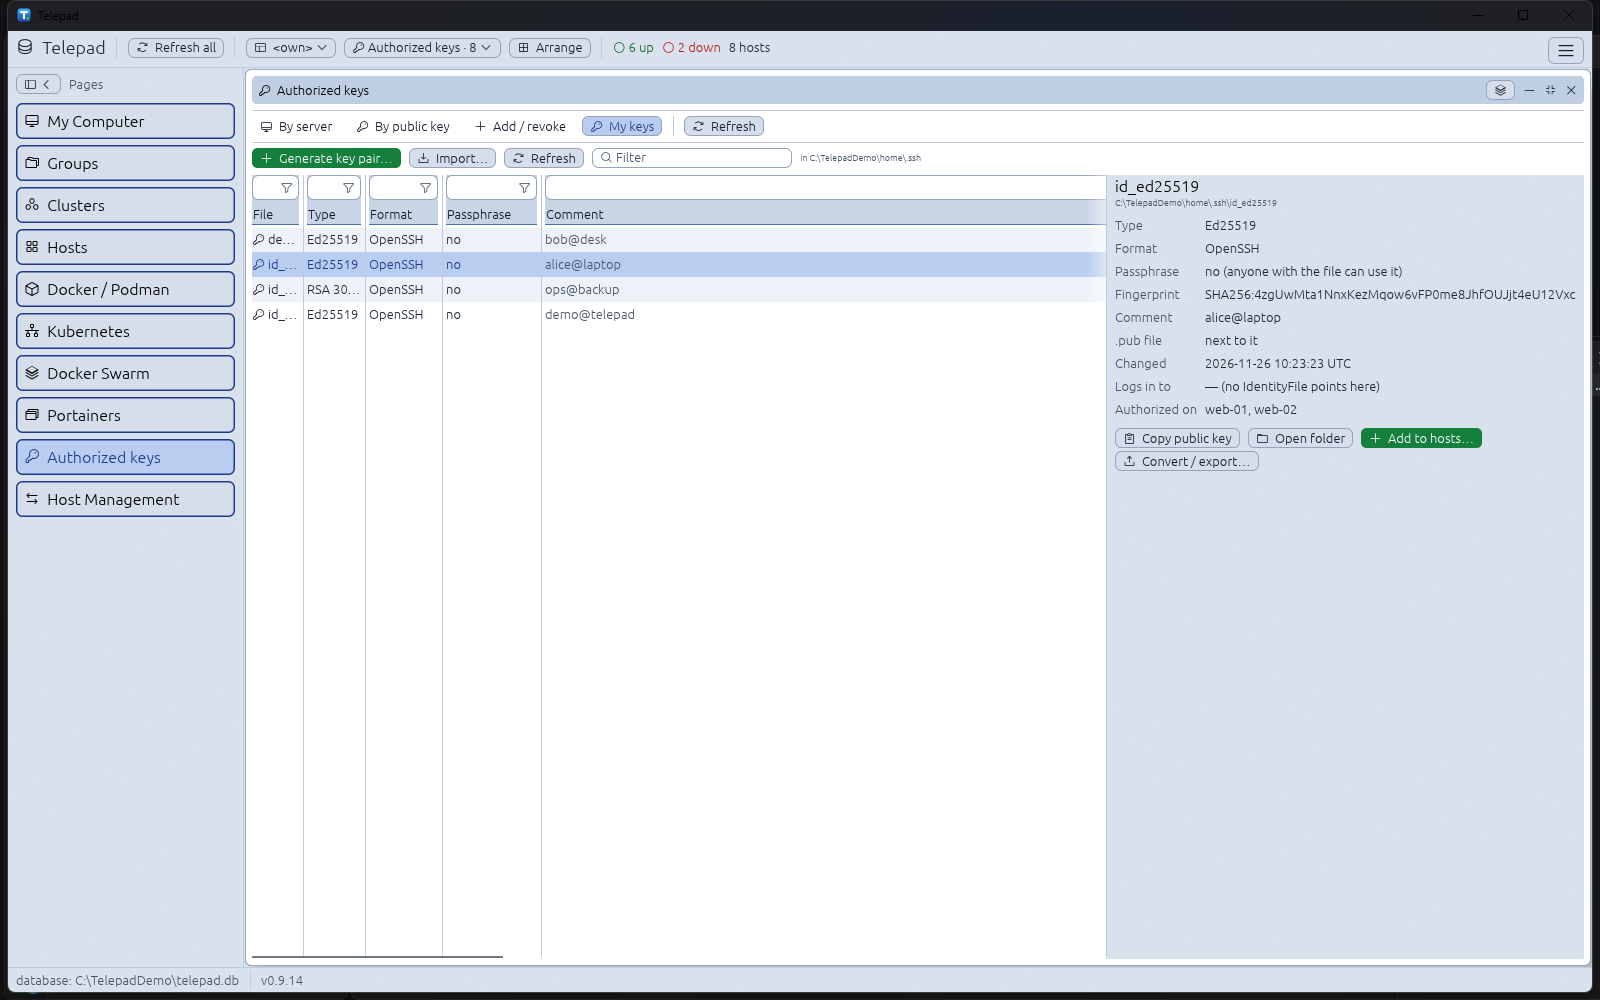 Telepad
Telepad
Refresh all
<own>
Authorized keys · 8
Arrange
6 up
2 down
8 hosts
Pages
My Computer
Groups
Clusters
Hosts
Docker / Podman
Kubernetes
Docker Swarm
Portainers
Authorized keys
Host Management
Authorized keys
By server
By public key
Add / revoke
My keys
Refresh
Generate key pair…
Import…
Refresh
Filter
in C:\TelepadDemo\home\.ssh
File Type Format Passphrase Comment
de… Ed25519 OpenSSH no bob@desk
id_… Ed25519 OpenSSH no alice@laptop
id_… RSA 30… OpenSSH no ops@backup
id_… Ed25519 OpenSSH no demo@telepad
id_ed25519
C:\TelepadDemo\home\.ssh\id_ed25519
Type Ed25519
Format OpenSSH
Passphrase no (anyone with the file can use it)
Fingerprint SHA256:4zgUwMta1NnxKezMqow6vFP0me8JhfOUJjt4eU12Vxc
Comment alice@laptop
.pub file next to it
Changed 2026-11-26 10:23:23 UTC
Logs in to — (no IdentityFile points here)
Authorized on web-01, web-02
Copy public key
Open folder
Add to hosts…
Convert / export…
database: C:\TelepadDemo\telepad.db
v0.9.14